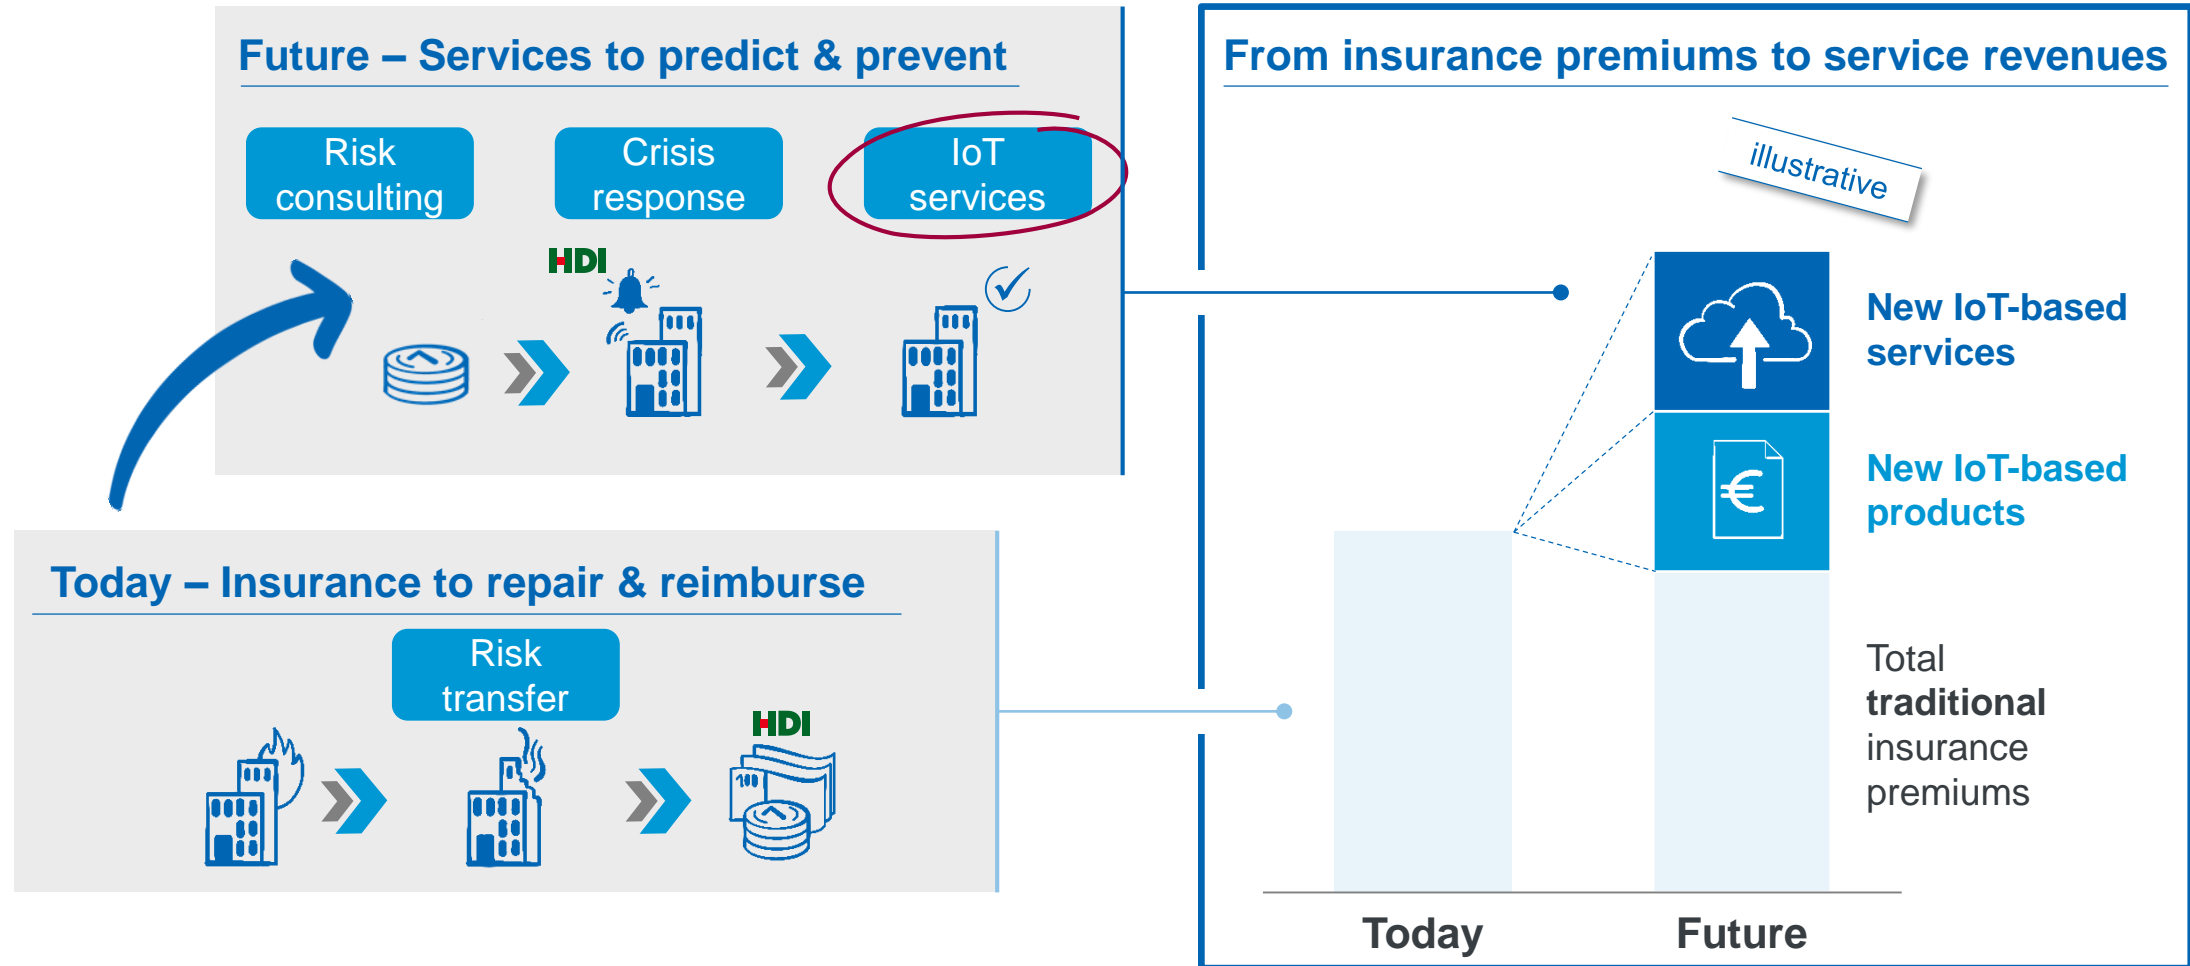 Future – Services to predict & prevent
Risk
consulting
Crisis
response
IoT
services
HDI
Today – Insurance to repair & reimburse
Risk
transfer
HDI
100
From insurance premiums to service revenues
illustrative
New IoT-based
services
€
New IoT-based
products
Total
traditional
insurance
premiums
Today
Future